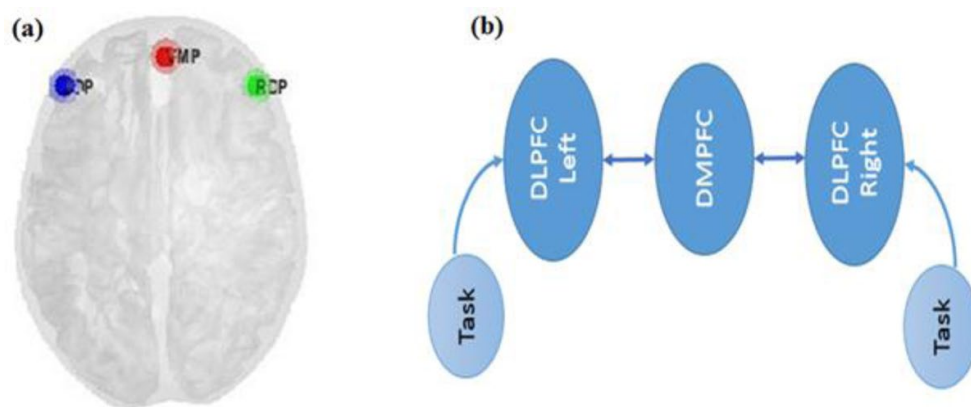 (a)
RDP
(b)
DLPFC
Left
DMPFC
DLPFC
Right
Task
Task